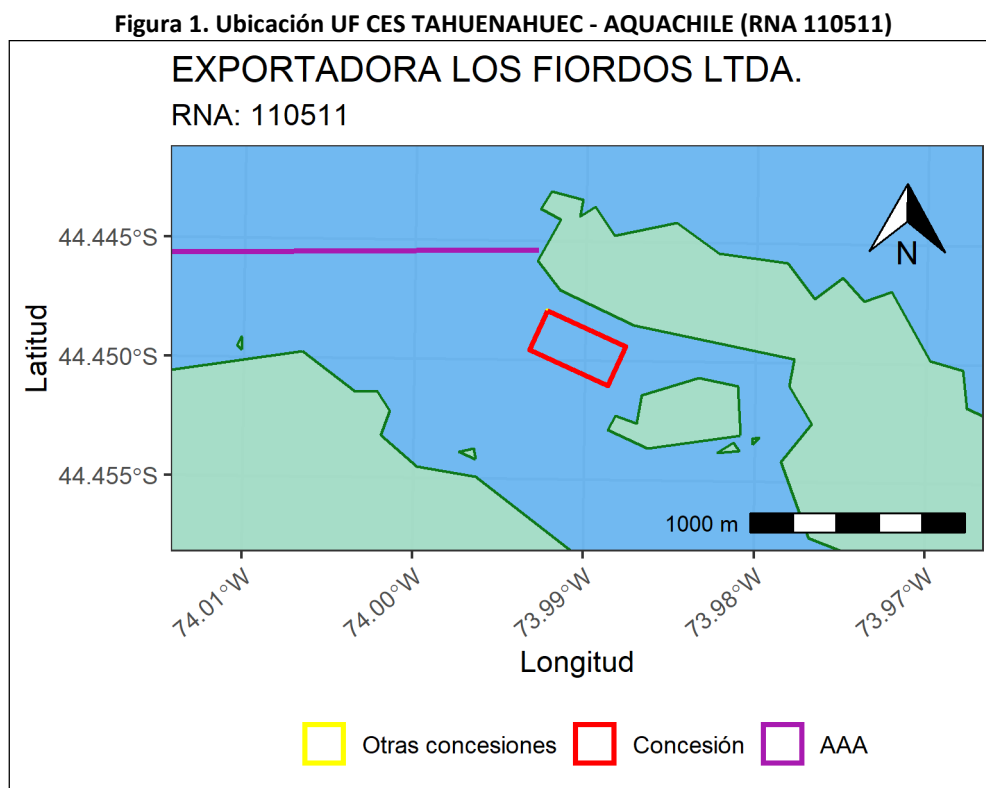 Figura 1. Ubicación UF CES TAHUENAHUEC - AQUACHILE (RNA 110511)
EXPORTADORA LOS FIORDOS LTDA.
RNA: 110511
44.445°S
44.450°S
44.455°S
Latitud
N
1000 m
74.01°W
74.00°W
73.99°W
73.98°W
73.97°W
Longitud
Otras concesiones Concesión AAA